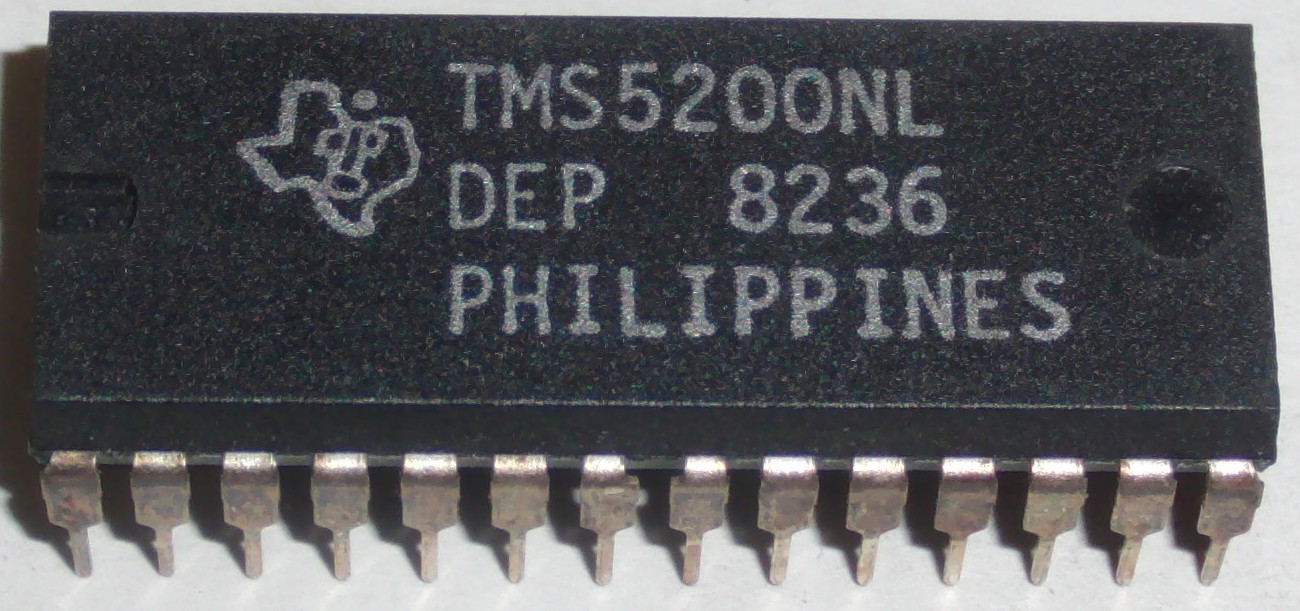 TMS5200NL
DEP 8236
PHILIPPINES